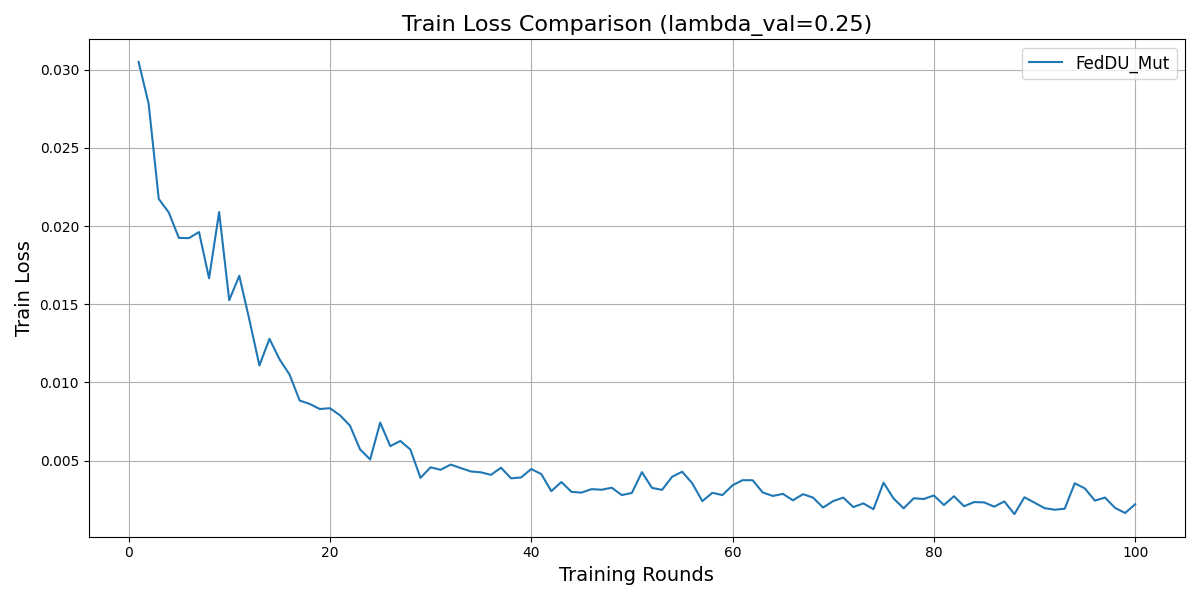 Train Loss Comparison (lambda_val=0.25)
FedDU_Mut
Train Loss
0.030
0.025
0.020
0.015
0.010
0.005
0 20 40 60 80 100
Training Rounds